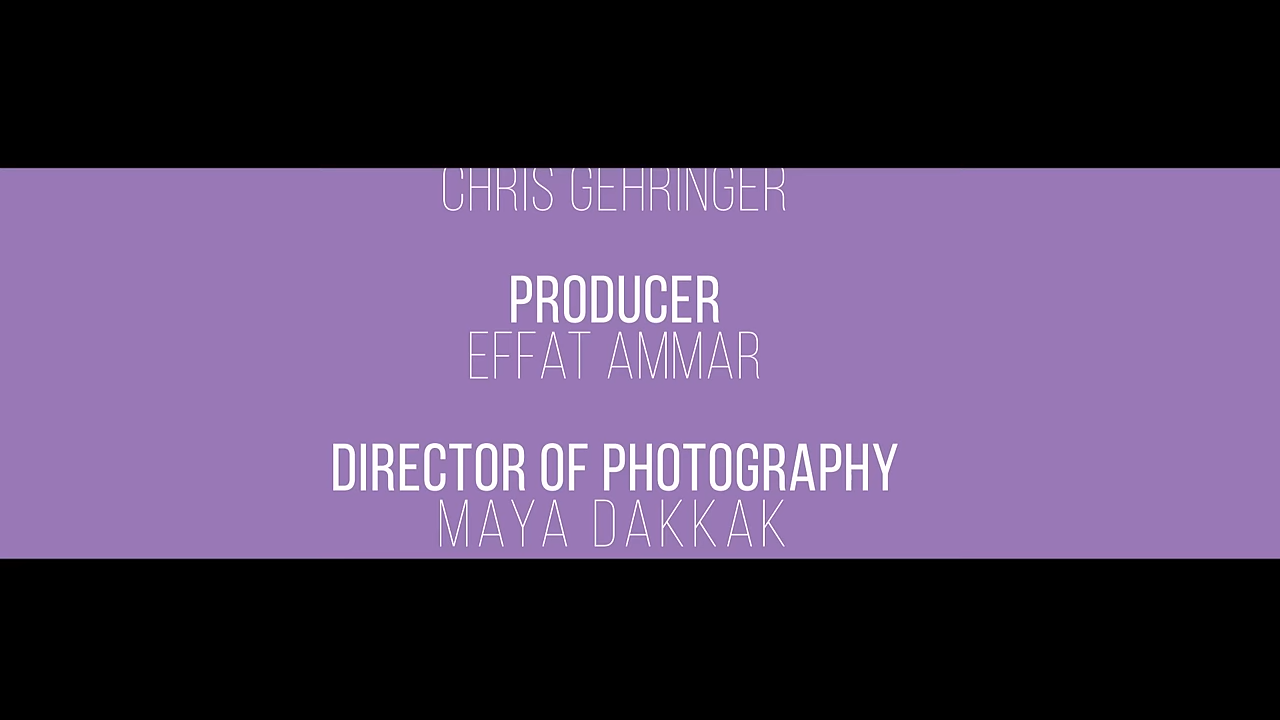 CHRIS GEHRINGER
PRODUCER
EFFAT AMMAR
DIRECTOR OF PHOTOGRAPHY
MAYA DAKKAK